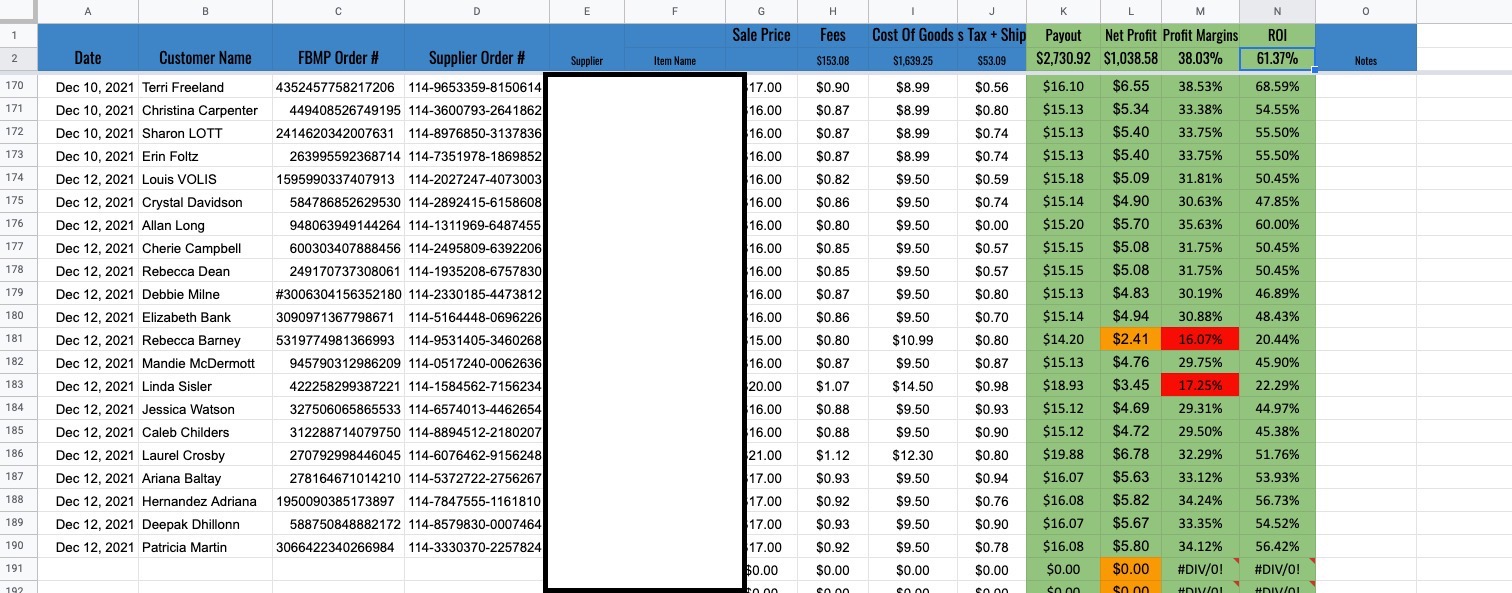 A B C D E F G H I J K L M N O
1 Sale Price Fees Cost Of Goods s Tax + Ship Payout Net Profit Profit Margins ROI
2 Date Customer Name FBMP Order # Supplier Order # Supplier Item Name $153.08 $1,639.25 $53.09 $2,730.92 $1,038.58 38.03% 61.37% Notes
170 Dec 10, 2021 Terri Freeland 4352457758217206 114-9653359-8150614 $17.00 $0.90 $8.99 $0.56 $16.10 $6.55 38.53% 68.59%
171 Dec 10, 2021 Christina Carpenter 449408526749195 114-3600793-2641862 $16.00 $0.87 $8.99 $0.80 $15.13 $5.34 33.38% 54.55%
172 Dec 10, 2021 Sharon LOTT 2414620342007631 114-8976850-3137836 $16.00 $0.87 $8.99 $0.74 $15.13 $5.40 33.75% 55.50%
173 Dec 10, 2021 Erin Foltz 263995592368714 114-7351978-1869852 $16.00 $0.87 $8.99 $0.74 $15.13 $5.40 33.75% 55.50%
174 Dec 12, 2021 Louis VOLIS 1595990337407913 114-2027247-4073003 $16.00 $0.82 $9.50 $0.59 $15.18 $5.09 31.81% 50.45%
175 Dec 12, 2021 Crystal Davidson 584786852629530 114-2892415-6158608 $16.00 $0.86 $9.50 $0.74 $15.14 $4.90 30.63% 47.85%
176 Dec 12, 2021 Allan Long 948063949144264 114-1311969-6487455 $16.00 $0.80 $9.50 $0.00 $15.20 $5.70 35.63% 60.00%
177 Dec 12, 2021 Cherie Campbell 600303407888456 114-2495809-6392206 $16.00 $0.85 $9.50 $0.57 $15.15 $5.08 31.75% 50.45%
178 Dec 12, 2021 Rebecca Dean 249170737308061 114-1935208-6757830 $16.00 $0.85 $9.50 $0.57 $15.15 $5.08 31.75% 50.45%
179 Dec 12, 2021 Debbie Milne #3006304156352180 114-2330185-4473812 $16.00 $0.87 $9.50 $0.80 $15.13 $4.83 30.19% 46.89%
180 Dec 12, 2021 Elizabeth Bank 3090971367798671 114-5164448-0696226 $16.00 $0.86 $9.50 $0.70 $15.14 $4.94 30.88% 48.43%
181 Dec 12, 2021 Rebecca Barney 5319774981366993 114-9531405-3460268 $15.00 $0.80 $10.99 $0.80 $14.20 $2.41 16.07% 20.44%
182 Dec 12, 2021 Mandie McDermott 945790312986209 114-0517240-0062636 $16.00 $0.87 $9.50 $0.87 $15.13 $4.76 29.75% 45.90%
183 Dec 12, 2021 Linda Sisler 422258299387221 114-1584562-7156234 $20.00 $1.07 $14.50 $0.98 $18.93 $3.45 17.25% 22.29%
184 Dec 12, 2021 Jessica Watson 327506065865533 114-6574013-4462654 $16.00 $0.88 $9.50 $0.93 $15.12 $4.69 29.31% 44.97%
185 Dec 12, 2021 Caleb Childers 312288714079750 114-8894512-2180207 $16.00 $0.88 $9.50 $0.90 $15.12 $4.72 29.50% 45.38%
186 Dec 12, 2021 Laurel Crosby 270792998446045 114-6076462-9156248 $21.00 $1.12 $12.30 $0.80 $19.88 $6.78 32.29% 51.76%
187 Dec 12, 2021 Ariana Baltay 278164671014210 114-5372722-2756267 $17.00 $0.93 $9.50 $0.94 $16.07 $5.63 33.12% 53.93%
188 Dec 12, 2021 Hernandez Adriana 1950090385173897 114-7847555-1161810 $17.00 $0.92 $9.50 $0.76 $16.08 $5.82 34.24% 56.73%
189 Dec 12, 2021 Deepak Dhillonn 588750848882172 114-8579830-0007464 $17.00 $0.93 $9.50 $0.90 $16.07 $5.67 33.35% 54.52%
190 Dec 12, 2021 Patricia Martin 3066422340266984 114-3330370-2257824 $17.00 $0.92 $9.50 $0.78 $16.08 $5.80 34.12% 56.42%
191 $0.00 $0.00 $0.00 $0.00 $0.00 $0.00 #DIV/0! #DIV/0!
192 $0.00 $0.00 $0.00 $0.00 $0.00 $0.00 #DIV/0! #DIV/0!